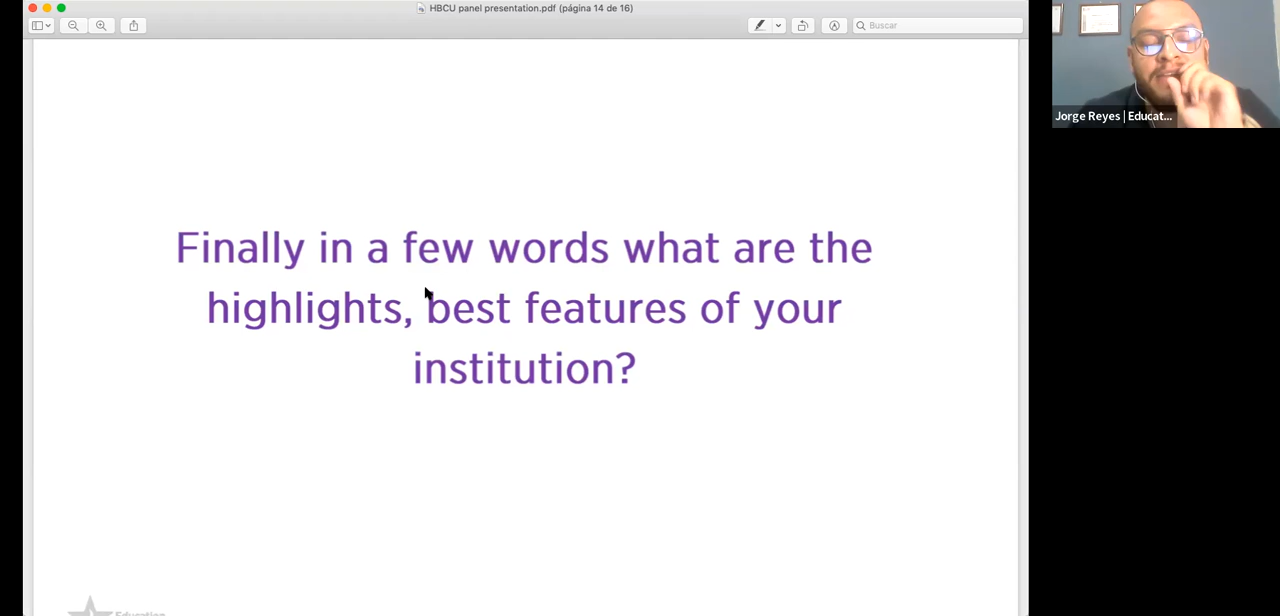 HBCU panel presentation.pdf (página 14 de 16)
Buscar
Jorge Reyes | Educat...
Finally in a few words what are the
highlights, best features of your
institution?
Education